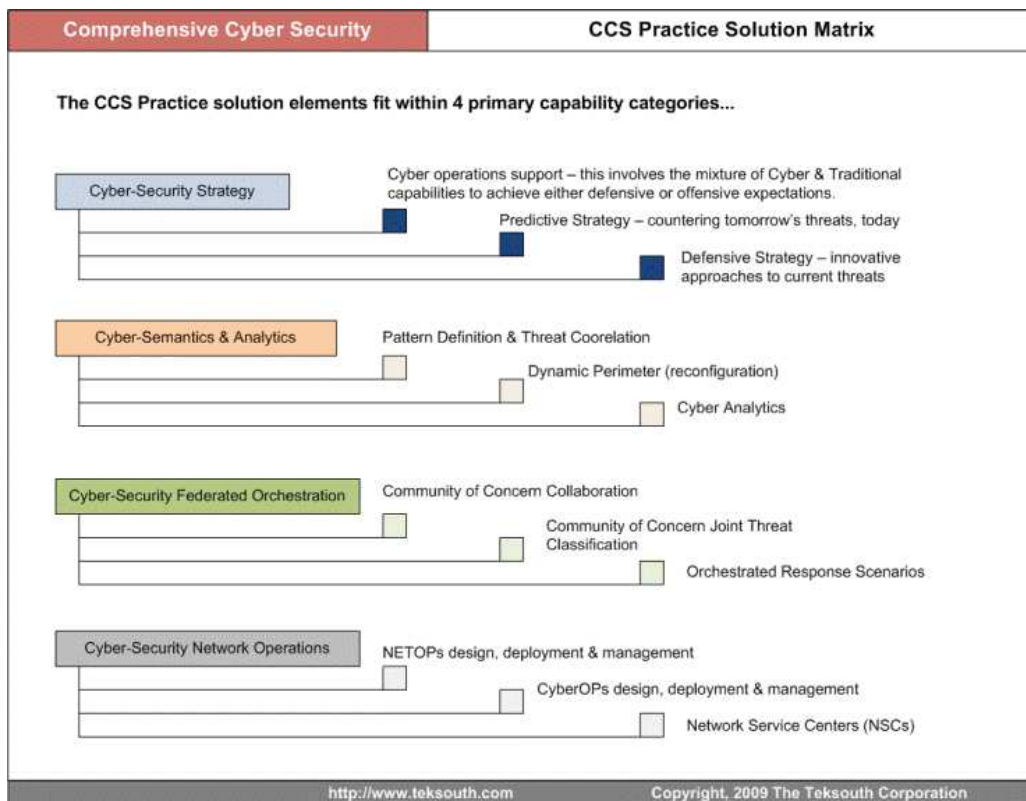 Comprehensive Cyber Security
CCS Practice Solution Matrix
The CCS Practice solution elements fit within 4 primary capability categories...
Cyber-Security Strategy
Cyber operations support – this involves the mixture of Cyber & Traditional
capabilities to achieve either defensive or offensive expectations.
Predictive Strategy – countering tomorrow's threats, today
Defensive Strategy – innovative
approaches to current threats
Cyber-Semantics & Analytics
Pattern Definition & Threat Coorelation
Dynamic Perimeter (reconfiguration)
Cyber Analytics
Cyber-Security Federated Orchestration
Community of Concern Collaboration
Community of Concern Joint Threat
Classification
Orchestrated Response Scenarios
Cyber-Security Network Operations
NETOPs design, deployment & management
CyberOPs design, deployment & management
Network Service Centers (NSCs)
http://www.teksouth.com
Copyright, 2009 The Teksouth Corporation